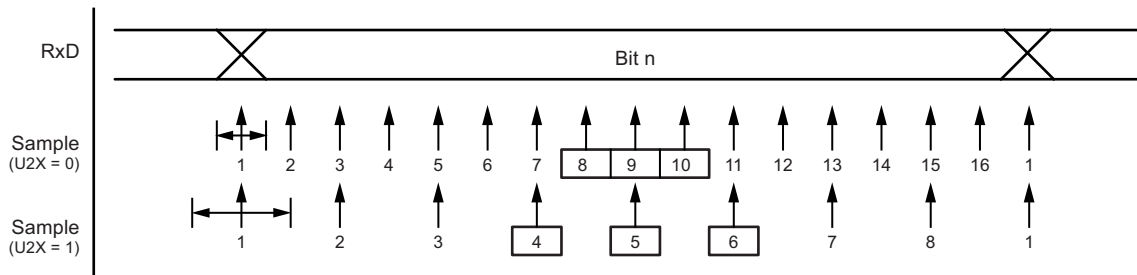 RxD
Bit n
Sample
(U2X = 0)
1 2 3 4 5 6 7 8 9 10 11 12 13 14 15 16 1
Sample
(U2X = 1)
1 2 3 4 5 6 7 8 1